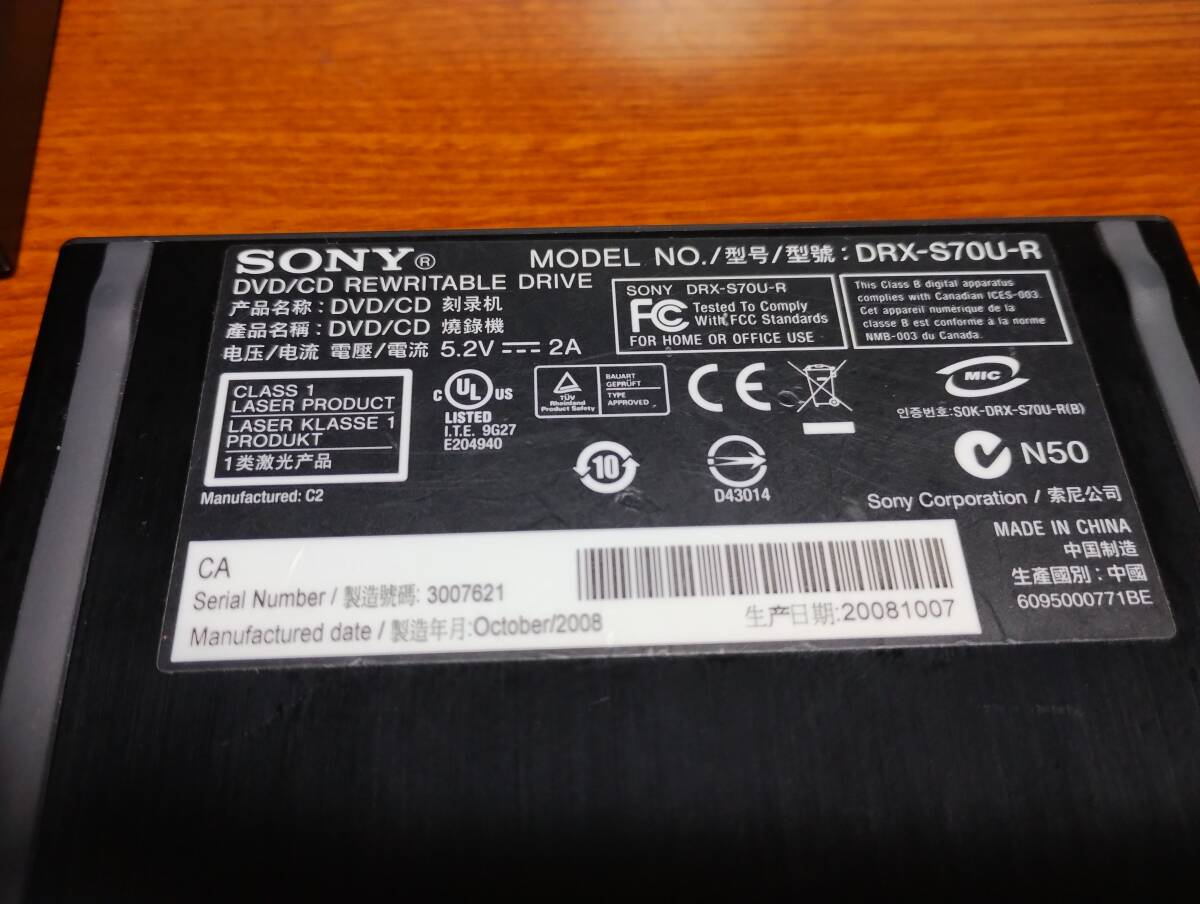 SONY®
MODEL NO./型号/型號: DRX-S70U-R
DVD/CD REWRITABLE DRIVE
产品名称: DVD/CD 刻录机
產品名稱: DVD/CD 燒錄機
电压/电流 電壓/電流 5.2V 2A
SONY DRX-S70U-R
FC Tested To Comply
With FCC Standards
FOR HOME OR OFFICE USE
This Class B digital apparatus
complies with Canadian ICES-003.
Cet appareil numérique de la
classe B est conforme à la norme
NMB-003 du Canada.
CLASS 1
LASER PRODUCT
LASER KLASSE 1
PRODUKT
1类激光产品
Manufactured: C2
C UL US
LISTED
I.T.E. 9G27
E204940
TÜV
Rheinland
Product Safety
BAUART
GEPRÜFT
TYPE
APPROVED
CE
MIC
인증번호:SOK-DRX-S70U-R(B)
10
D43014
N50
Sony Corporation / 索尼公司
MADE IN CHINA
中国制造
生產國別: 中國
6095000771BE
CA
Serial Number / 製造號碼: 3007621
Manufactured date / 製造年月:October/2008
生产日期:20081007